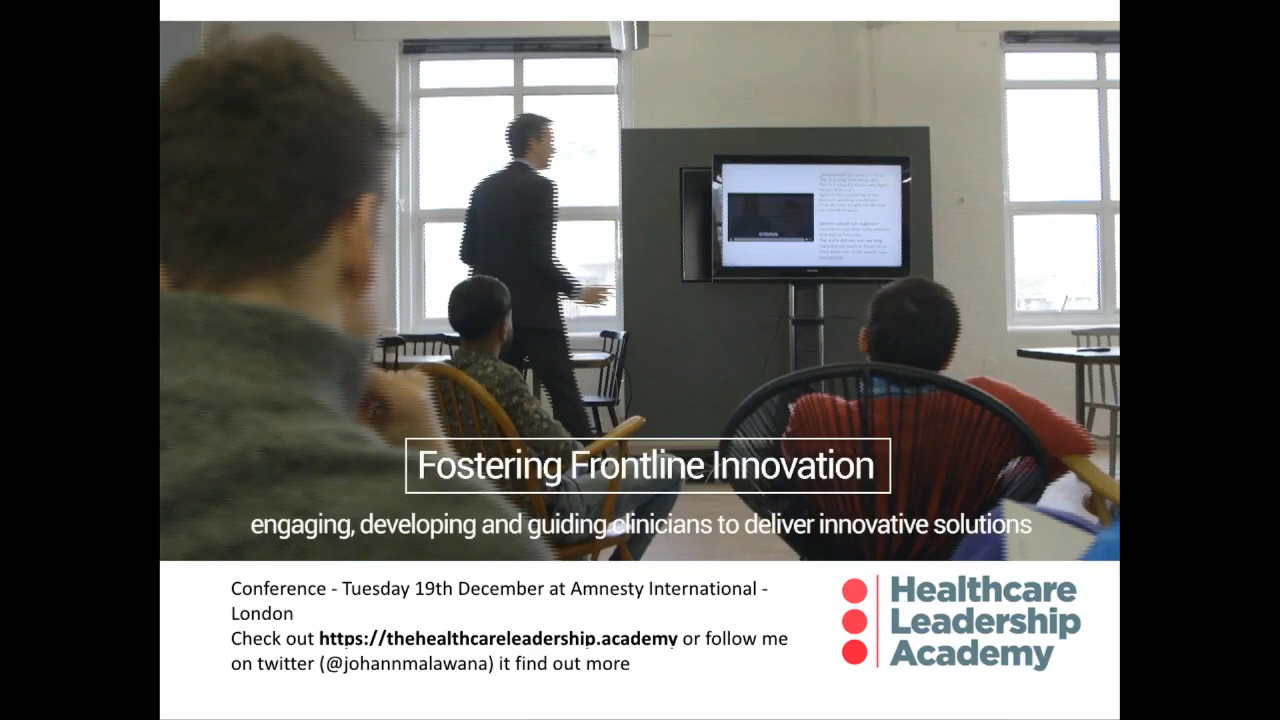 Fostering Frontline Innovation
engaging, developing and guiding clinicians to deliver innovative solutions
Conference - Tuesday 19th December at Amnesty International -
London
Check out https://thehealthcareleadership.academy or follow me
on twitter (@johannmalawana) it find out more
Healthcare
Leadership
Academy